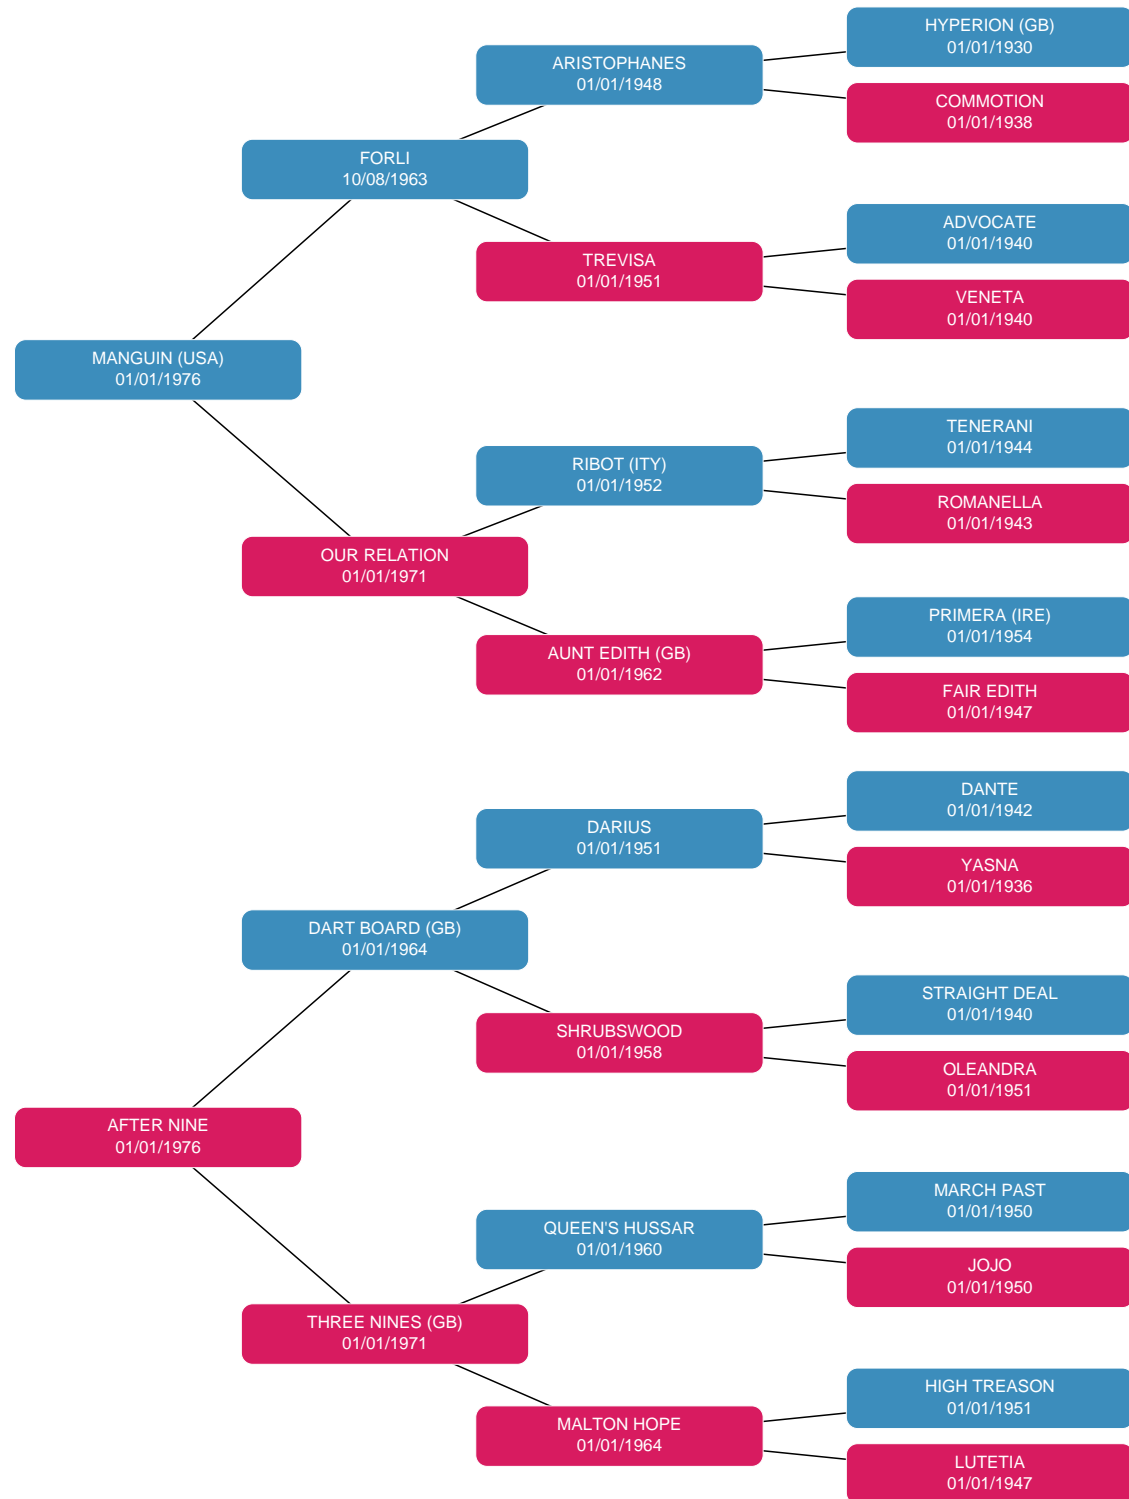 HYPERION (GB)
01/01/1930
ARISTOPHANES
01/01/1948
COMMOTION
01/01/1938
FORLI
10/08/1963
ADVOCATE
01/01/1940
TREVISA
01/01/1951
VENETA
01/01/1940
MANGUIN (USA)
01/01/1976
TENERANI
01/01/1944
RIBOT (ITY)
01/01/1952
ROMANELLA
01/01/1943
OUR RELATION
01/01/1971
PRIMERA (IRE)
01/01/1954
AUNT EDITH (GB)
01/01/1962
FAIR EDITH
01/01/1947
DANTE
01/01/1942
DARIUS
01/01/1951
YASNA
01/01/1936
DART BOARD (GB)
01/01/1964
STRAIGHT DEAL
01/01/1940
SHRUBSWOOD
01/01/1958
OLEANDRA
01/01/1951
AFTER NINE
01/01/1976
MARCH PAST
01/01/1950
QUEEN'S HUSSAR
01/01/1960
JOJO
01/01/1950
THREE NINES (GB)
01/01/1971
HIGH TREASON
01/01/1951
MALTON HOPE
01/01/1964
LUTETIA
01/01/1947